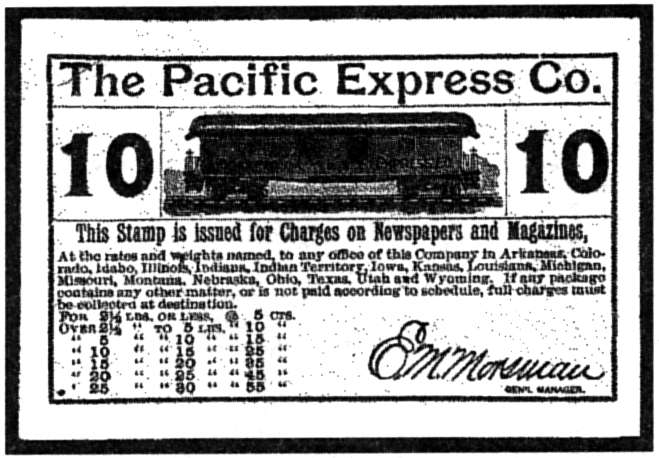 The Pacific Express Co.
10 10
This Stamp is issued for Charges on Newspapers and Magazines,
At the rates and weights named, to any office of this Company in Arkansas, Colo-
rado, Idaho, Illinois, Indiana, Indian Territory, Iowa, Kansas, Louisiana, Michigan,
Missouri, Montana, Nebraska, Ohio, Texas, Utah and Wyoming. If any package
contains any other matter, or is not paid according to schedule, full charges must
be collected at destination.
FOR 2½ LBS. OR LESS, @ 5 CTS.
OVER 2½ " TO 5 LBS. " 10 "
" 5 " " 10 " " 15 "
" 10 " " 15 " " 25 "
" 15 " " 20 " " 35 "
" 20 " " 25 " " 45 "
" 25 " " 30 " " 55 "
E M Morsman
GEN'L MANAGER.